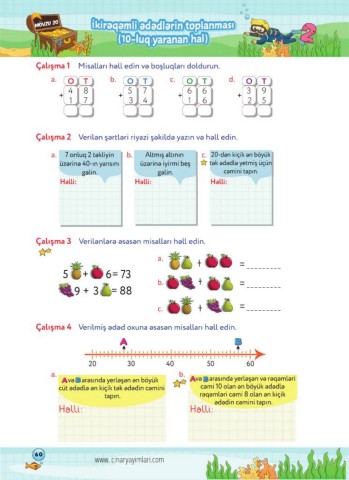 MÖVZU 20
İkirəqəmli ədədlərin toplanması
(10-luq yaranan hal)
2
Çalışma 1 Misalları həll edin və boşluqları doldurun.
a. O T b. O T c. O T d. O T
4 8 5 7 6 6 3 9
+ 7 + 3 4 + 1 6 + 2 5
Çalışma 2 Verilən şərtləri riyazi şəkildə yazın və həll edin.
a. 7 onluq 2 təkliyin b. Altmış altının c. 20-dən kiçik ən böyük
üzərinə 40-ın yarısını üzərinə iyirmi beş tək ədədlə yetmiş üçün
gəlin. gəlin. cəmini tapın.
Həlli: Həlli: Həlli:
Çalışma 3 Verilənlərə əsasən misalları həll edin.
a. + = _________
5 + 6 = 73
b. + = _________
9 + 3 = 88
c. + = _________
Çalışma 4 Verilmiş ədəd oxuna əsasən misalları həll edin.
A B
20 30 40 50 60
a. A və B arasında yerləşən ən böyük
cüt ədədlə ən kiçik tək ədədin cəmini
tapın.
Həlli:
b. A və B arasında yerləşən və rəqəmləri
cəmi 10 olan ən böyük ədədlə
rəqəmləri cəmi 8 olan ən kiçik
ədədin cəmini tapın.
Həlli:
60
www.cinaryayimlari.com